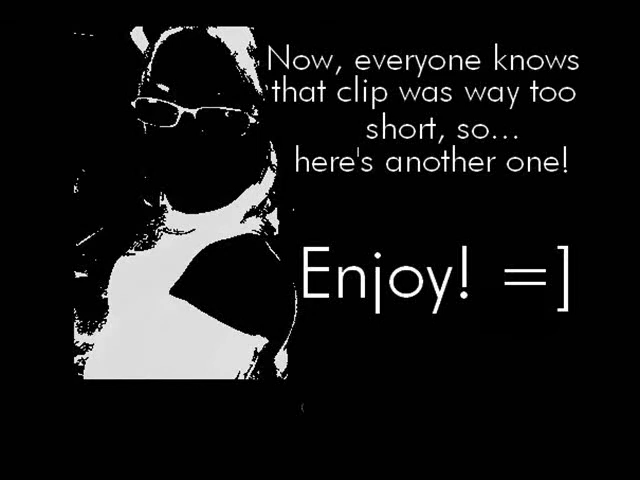 Now, everyone knows
that clip was way too
short, so...
here's another one!
Enjoy! =]